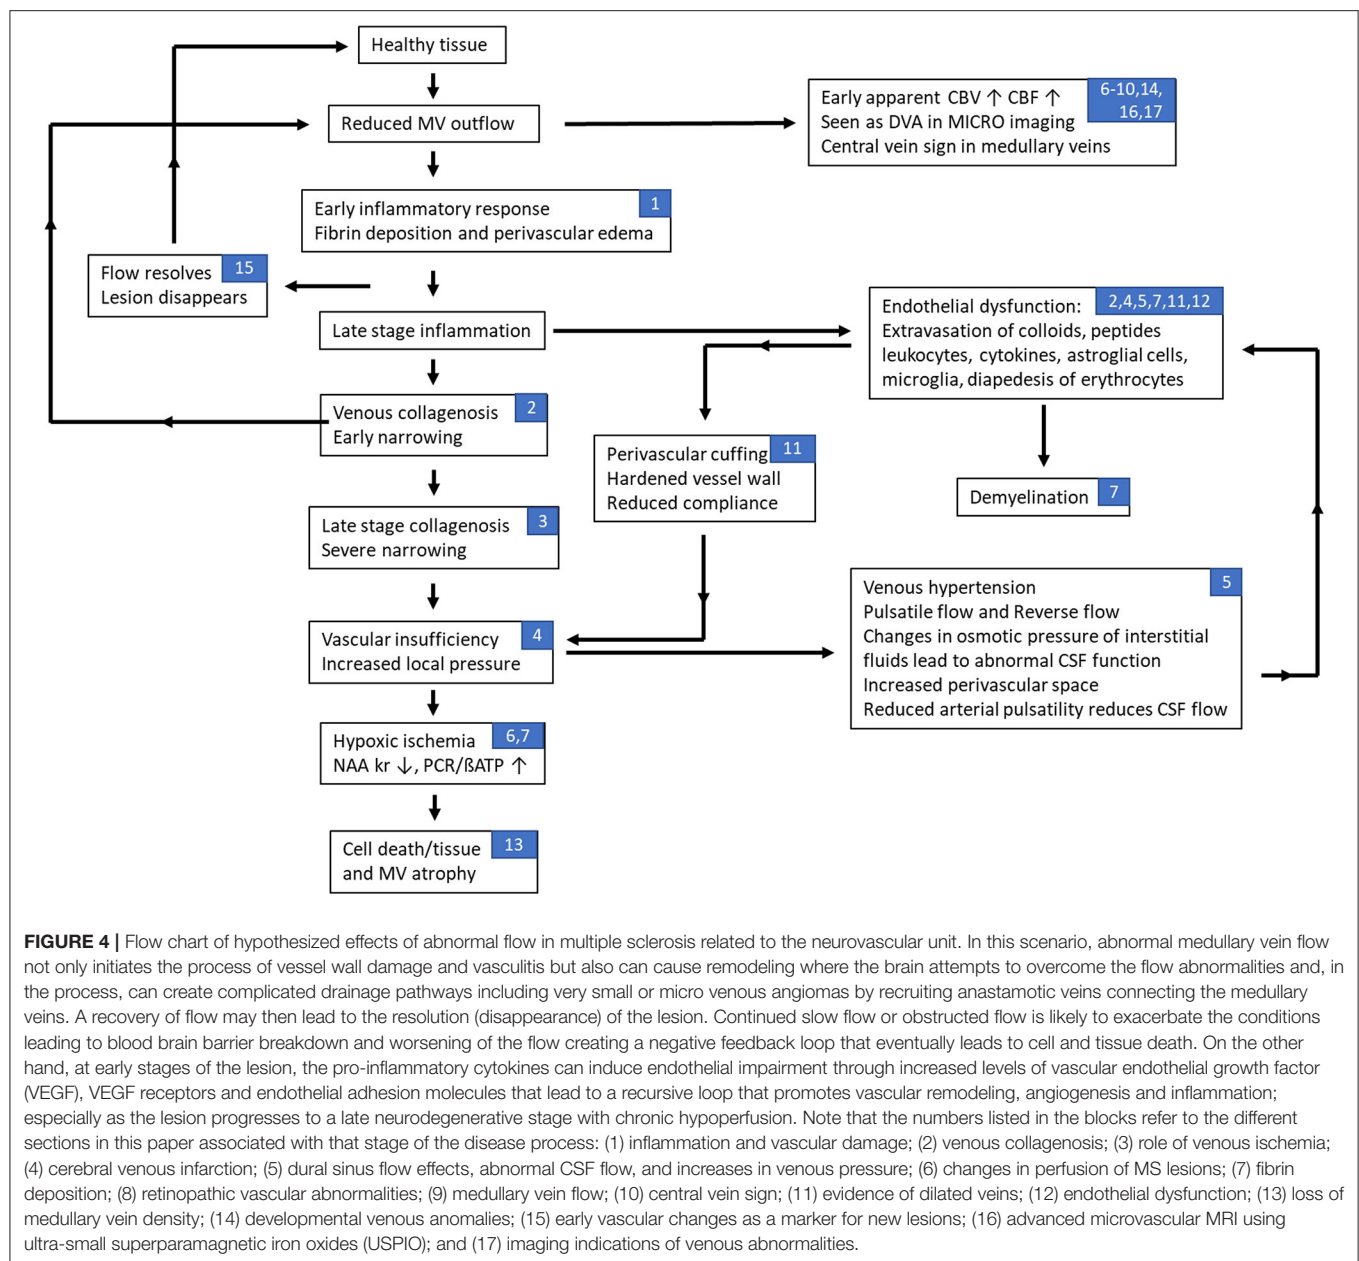 Healthy tissue
Reduced MV outflow
Early apparent CBV ↑ CBF ↑
Seen as DVA in MICRO imaging
Central vein sign in medullary veins
6-10,14,
16,17
Early inflammatory response
Fibrin deposition and perivascular edema
1
Flow resolves
Lesion disappears
15
Late stage inflammation
Endothelial dysfunction:
Extravasation of colloids, peptides
leukocytes, cytokines, astroglial cells,
microglia, diapedesis of erythrocytes
2,4,5,7,11,12
Venous collagenosis
Early narrowing
2
Perivascular cuffing
Hardened vessel wall
Reduced compliance
11
Demyelination
7
Late stage collagenosis
Severe narrowing
3
Vascular insufficiency
Increased local pressure
4
Venous hypertension
Pulsatile flow and Reverse flow
Changes in osmotic pressure of interstitial
fluids lead to abnormal CSF function
Increased perivascular space
Reduced arterial pulsatility reduces CSF flow
5
Hypoxic ischemia
NAA kr ↓, PCR/ßATP ↑
6,7
Cell death/tissue
and MV atrophy
13
FIGURE 4 | Flow chart of hypothesized effects of abnormal flow in multiple sclerosis related to the neurovascular unit. In this scenario, abnormal medullary vein flow
not only initiates the process of vessel wall damage and vasculitis but also can cause remodeling where the brain attempts to overcome the flow abnormalities and, in
the process, can create complicated drainage pathways including very small or micro venous angiomas by recruiting anastamotic veins connecting the medullary
veins. A recovery of flow may then lead to the resolution (disappearance) of the lesion. Continued slow flow or obstructed flow is likely to exacerbate the conditions
leading to blood brain barrier breakdown and worsening of the flow creating a negative feedback loop that eventually leads to cell and tissue death. On the other
hand, at early stages of the lesion, the pro-inflammatory cytokines can induce endothelial impairment through increased levels of vascular endothelial growth factor
(VEGF), VEGF receptors and endothelial adhesion molecules that lead to a recursive loop that promotes vascular remodeling, angiogenesis and inflammation;
especially as the lesion progresses to a late neurodegenerative stage with chronic hypoperfusion. Note that the numbers listed in the blocks refer to the different
sections in this paper associated with that stage of the disease process: (1) inflammation and vascular damage; (2) venous collagenosis; (3) role of venous ischemia;
(4) cerebral venous infarction; (5) dural sinus flow effects, abnormal CSF flow, and increases in venous pressure; (6) changes in perfusion of MS lesions; (7) fibrin
deposition; (8) retinopathic vascular abnormalities; (9) medullary vein flow; (10) central vein sign; (11) evidence of dilated veins; (12) endothelial dysfunction; (13) loss of
medullary vein density; (14) developmental venous anomalies; (15) early vascular changes as a marker for new lesions; (16) advanced microvascular MRI using
ultra-small superparamagnetic iron oxides (USPIO); and (17) imaging indications of venous abnormalities.